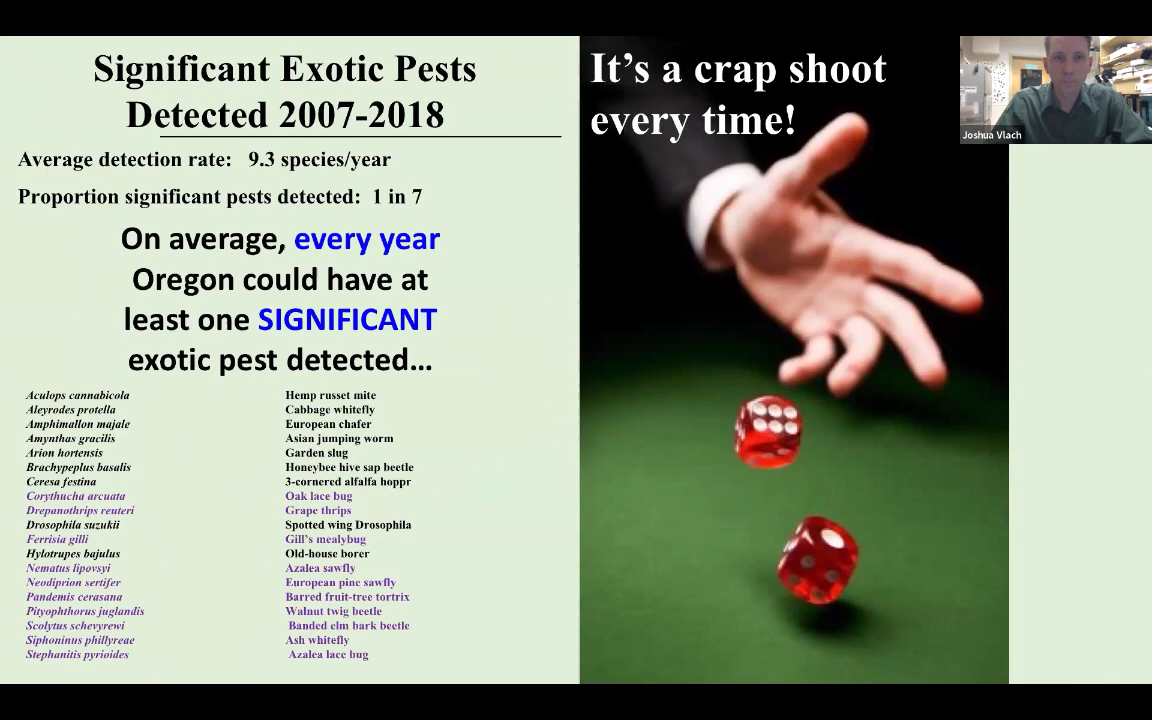 Significant Exotic Pests
Detected 2007-2018
Average detection rate: 9.3 species/year
Proportion significant pests detected: 1 in 7
On average, every year
Oregon could have at
least one SIGNIFICANT
exotic pest detected...
Aculops cannabicola Hemp russet mite
Aleyrodes protella Cabbage whitefly
Amphimallon majale European chafer
Amynthas gracilis Asian jumping worm
Arion hortensis Garden slug
Brachypeplus basalis Honeybee hive sap beetle
Ceresa festina 3-cornered alfalfa hoppr
Corythucha arcuata Oak lace bug
Drepanothrips reuteri Grape thrips
Drosophila suzukii Spotted wing Drosophila
Ferrisia gilli Gill's mealybug
Hylotrupes bajulus Old-house borer
Nematus lipovsyi Azalea sawfly
Neodiprion sertifer European pine sawfly
Pandemis cerasana Barred fruit-tree tortrix
Pityophthorus juglandis Walnut twig beetle
Scolytus schevyrewi Banded elm bark beetle
Siphoninus phillyreae Ash whitefly
Stephanitis pyrioides Azalea lace bug
It's a crap shoot
every time!
Joshua Vlach